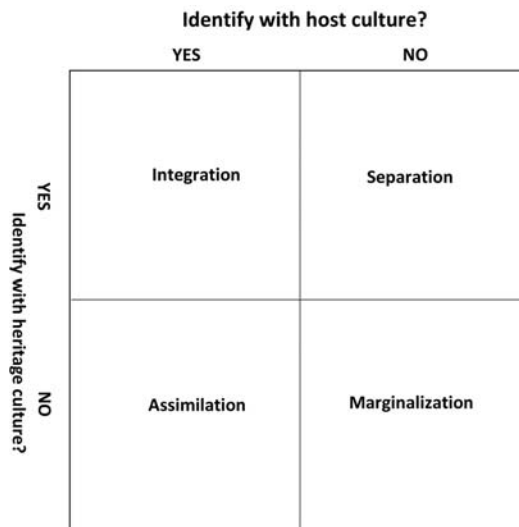 Identify with host culture?
YES NO
Identify with heritage culture?
YES
Integration Separation
NO
Assimilation Marginalization